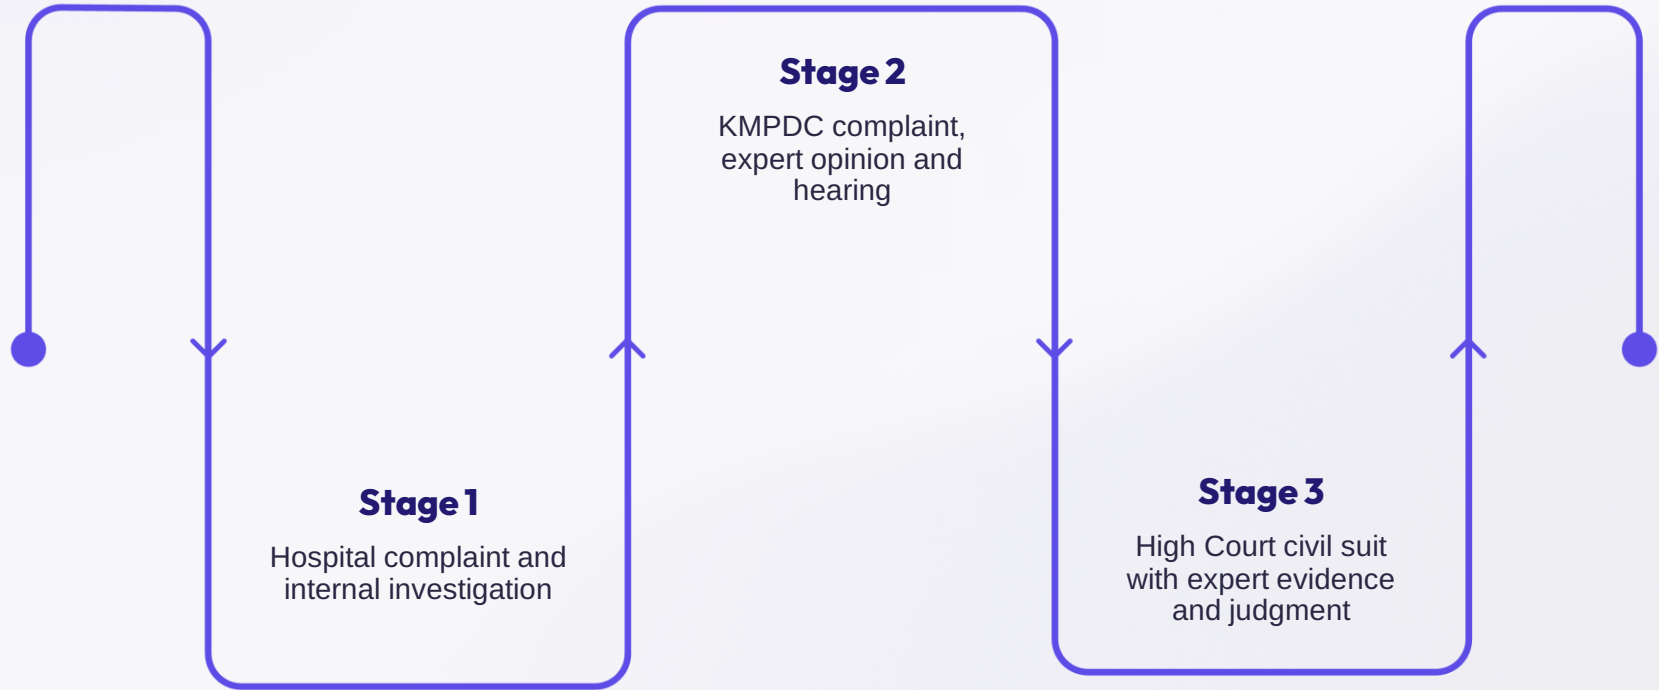 Stage 1
Hospital complaint and
internal investigation
Stage 2
KMPDC complaint,
expert opinion and
hearing
Stage 3
High Court civil suit
with expert evidence
and judgment